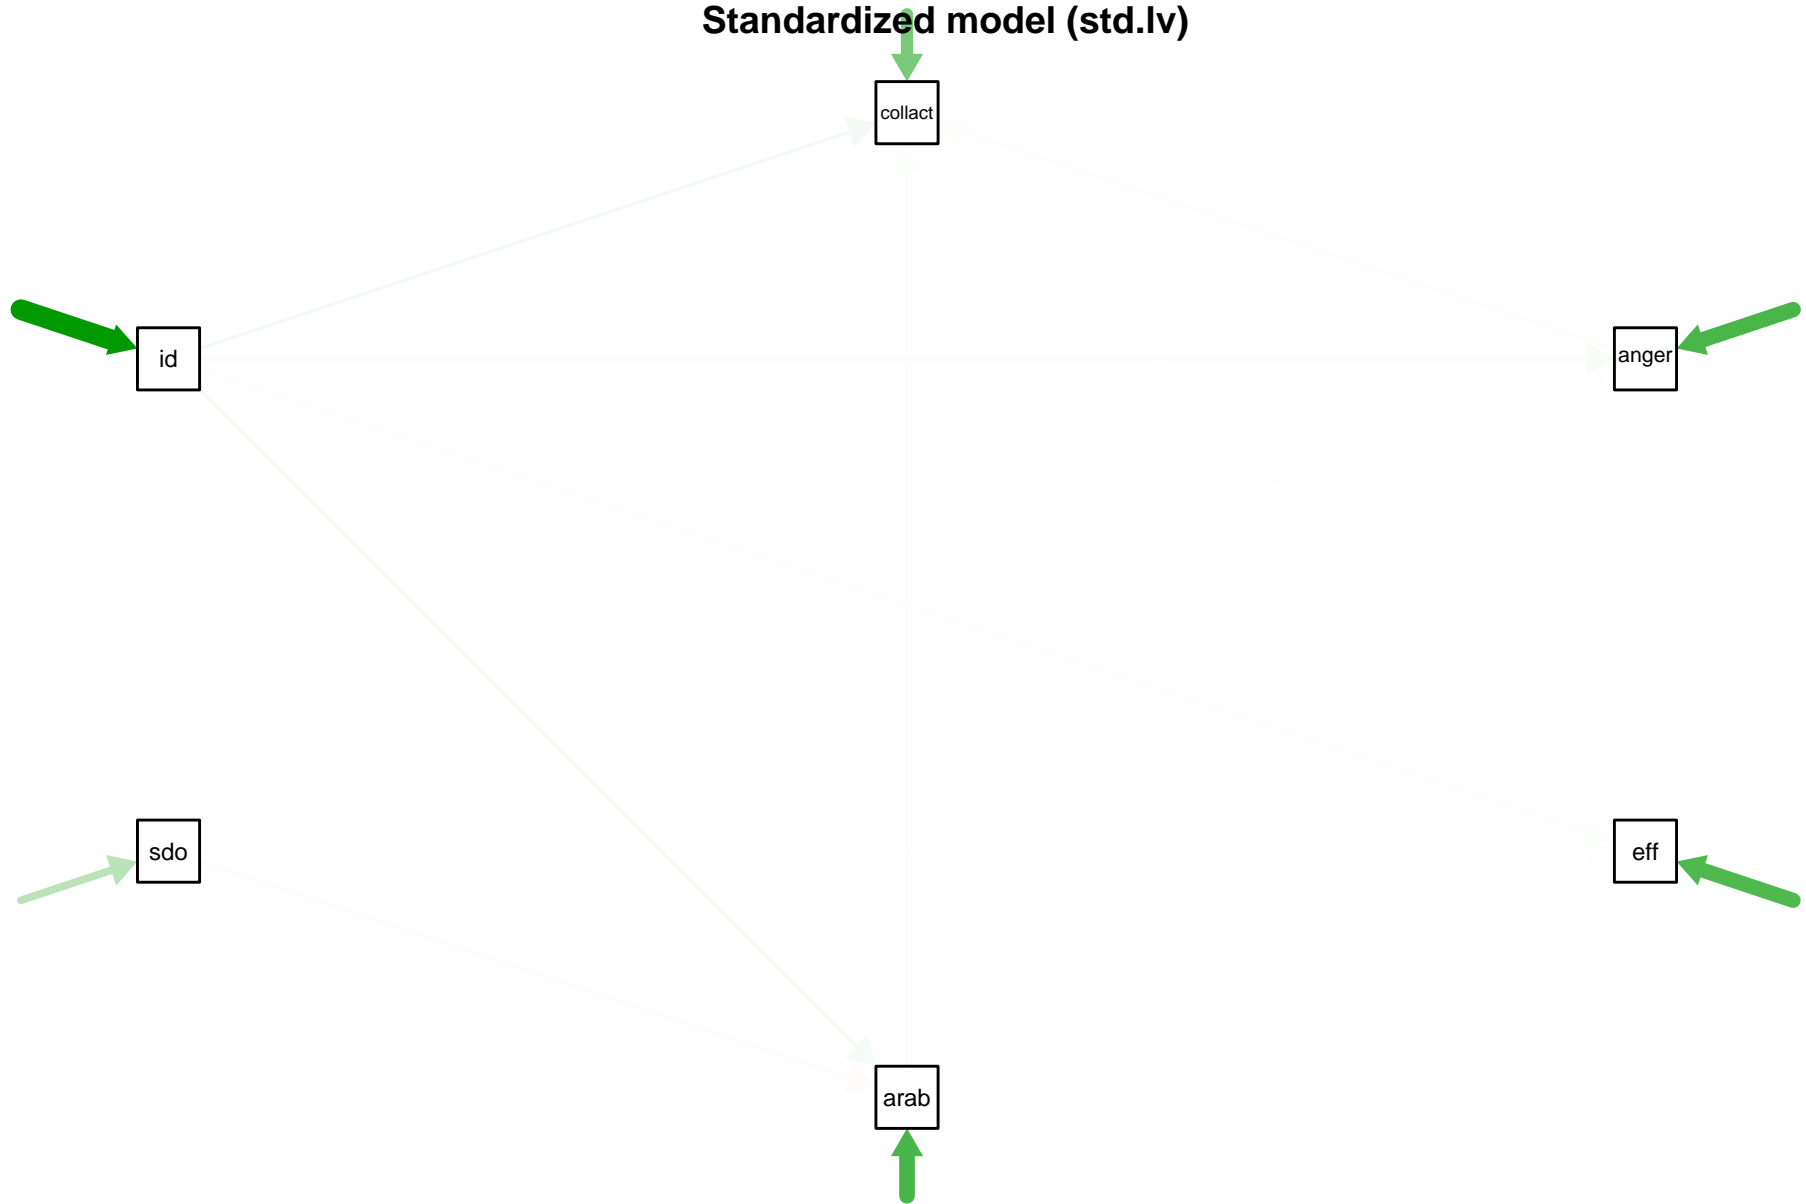 Standardized model (std.lv)
collact
id
anger
sdo
eff
arab